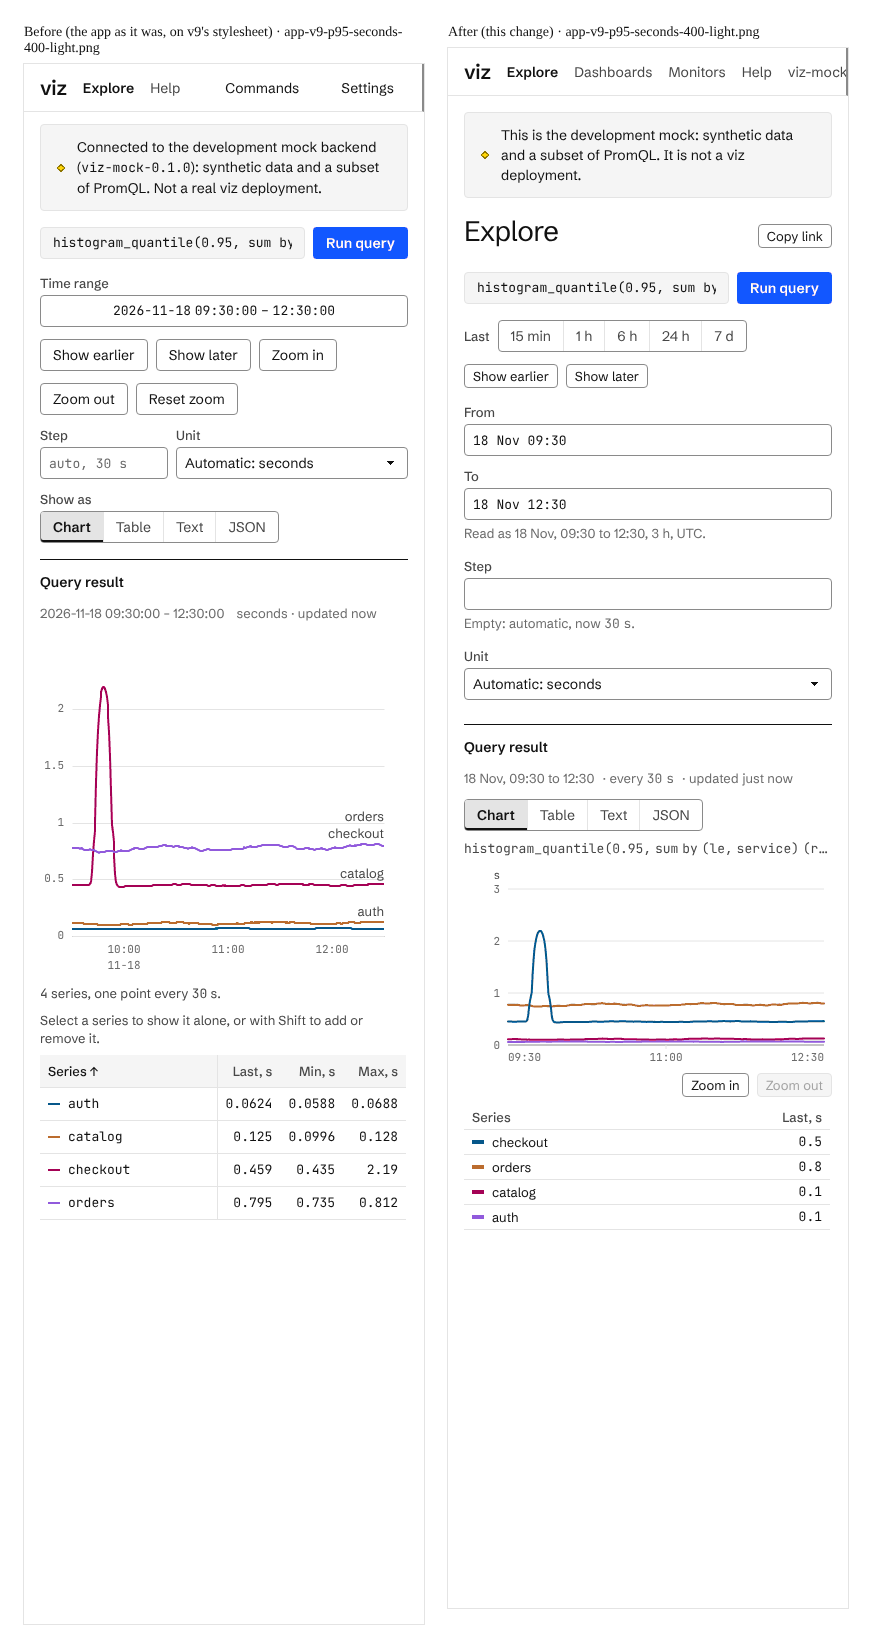 Before (the app as it was, on v9's stylesheet) · app-v9-p95-seconds-
400-light.png
viz Explore Help Commands Settings
Connected to the development mock backend
(viz-mock-0.1.0): synthetic data and a subset
of PromQL. Not a real viz deployment.
histogram_quantile(0.95, sum by
Run query
Time range
2026-11-18 09:30:00 – 12:30:00
Show earlier
Show later
Zoom in
Zoom out
Reset zoom
Step
Unit
auto, 30 s
Automatic: seconds
Show as
Chart Table Text JSON
Query result
2026-11-18 09:30:00 – 12:30:00 seconds · updated now
2
1.5
1
0.5
0
orders
checkout
catalog
auth
10:00 11:00 12:00
11-18
4 series, one point every 30 s.
Select a series to show it alone, or with Shift to add or
remove it.
Series ↑ Last, s Min, s Max, s
auth 0.0624 0.0588 0.0688
catalog 0.125 0.0996 0.128
checkout 0.459 0.435 2.19
orders 0.795 0.735 0.812
After (this change) · app-v9-p95-seconds-400-light.png
viz Explore Dashboards Monitors Help viz-mock
This is the development mock: synthetic data
and a subset of PromQL. It is not a viz
deployment.
Explore
Copy link
histogram_quantile(0.95, sum by
Run query
Last 15 min 1 h 6 h 24 h 7 d
Show earlier
Show later
From
18 Nov 09:30
To
18 Nov 12:30
Read as 18 Nov, 09:30 to 12:30, 3 h, UTC.
Step
Empty: automatic, now 30 s.
Unit
Automatic: seconds
Query result
18 Nov, 09:30 to 12:30 · every 30 s · updated just now
Chart Table Text JSON
histogram_quantile(0.95, sum by (le, service) (r…
s
3
2
1
0
09:30 11:00 12:30
Zoom in
Zoom out
Series Last, s
checkout 0.5
orders 0.8
catalog 0.1
auth 0.1